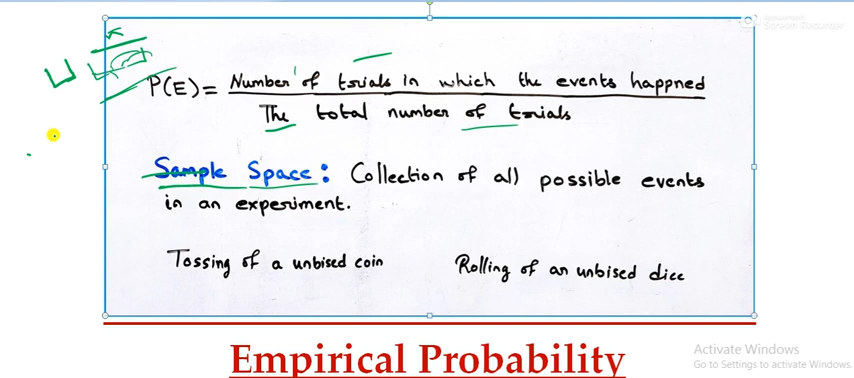 Screen Recorder
P(E) = Number of trials in which the events happned
The total number of trials
Sample Space: Collection of all possible events
in an experiment.
Tossing of a unbised coin
Rolling of an unbised dice
Activate Windows
Go to Settings to activate Windows.
Empirical Probability